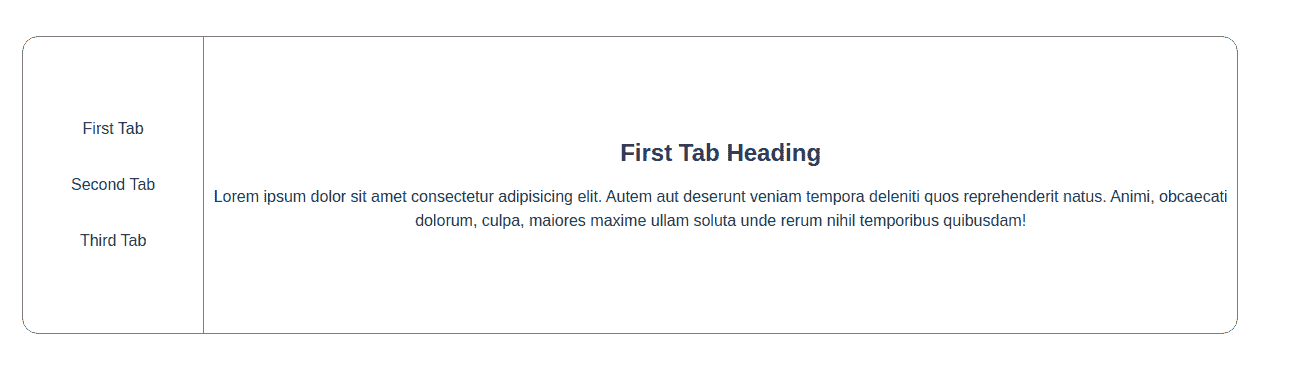 First Tab
Second Tab
Third Tab
First Tab Heading
Lorem ipsum dolor sit amet consectetur adipisicing elit. Autem aut deserunt veniam tempora deleniti quos reprehenderit natus. Animi, obcaecati
dolorum, culpa, maiores maxime ullam soluta unde rerum nihil temporibus quibusdam!